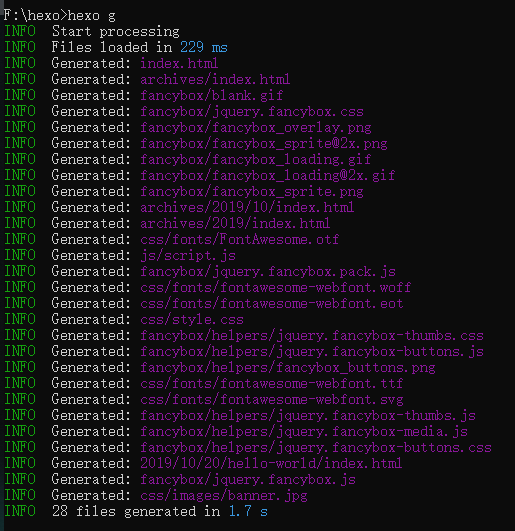 F:\hexo>hexo g
INFO  Start processing
INFO  Files loaded in 229 ms
INFO  Generated: index.html
INFO  Generated: archives/index.html
INFO  Generated: fancybox/blank.gif
INFO  Generated: fancybox/jquery.fancybox.css
INFO  Generated: fancybox/fancybox_overlay.png
INFO  Generated: fancybox/fancybox_sprite@2x.png
INFO  Generated: fancybox/fancybox_loading.gif
INFO  Generated: fancybox/fancybox_loading@2x.gif
INFO  Generated: fancybox/fancybox_sprite.png
INFO  Generated: archives/2019/10/index.html
INFO  Generated: archives/2019/index.html
INFO  Generated: css/fonts/FontAwesome.otf
INFO  Generated: js/script.js
INFO  Generated: fancybox/jquery.fancybox.pack.js
INFO  Generated: css/fonts/fontawesome-webfont.woff
INFO  Generated: css/fonts/fontawesome-webfont.eot
INFO  Generated: css/style.css
INFO  Generated: fancybox/helpers/jquery.fancybox-thumbs.css
INFO  Generated: fancybox/helpers/jquery.fancybox-buttons.js
INFO  Generated: fancybox/helpers/fancybox_buttons.png
INFO  Generated: css/fonts/fontawesome-webfont.ttf
INFO  Generated: css/fonts/fontawesome-webfont.svg
INFO  Generated: fancybox/helpers/jquery.fancybox-thumbs.js
INFO  Generated: fancybox/helpers/jquery.fancybox-media.js
INFO  Generated: fancybox/helpers/jquery.fancybox-buttons.css
INFO  Generated: 2019/10/20/hello-world/index.html
INFO  Generated: fancybox/jquery.fancybox.js
INFO  Generated: css/images/banner.jpg
INFO  28 files generated in 1.7 s